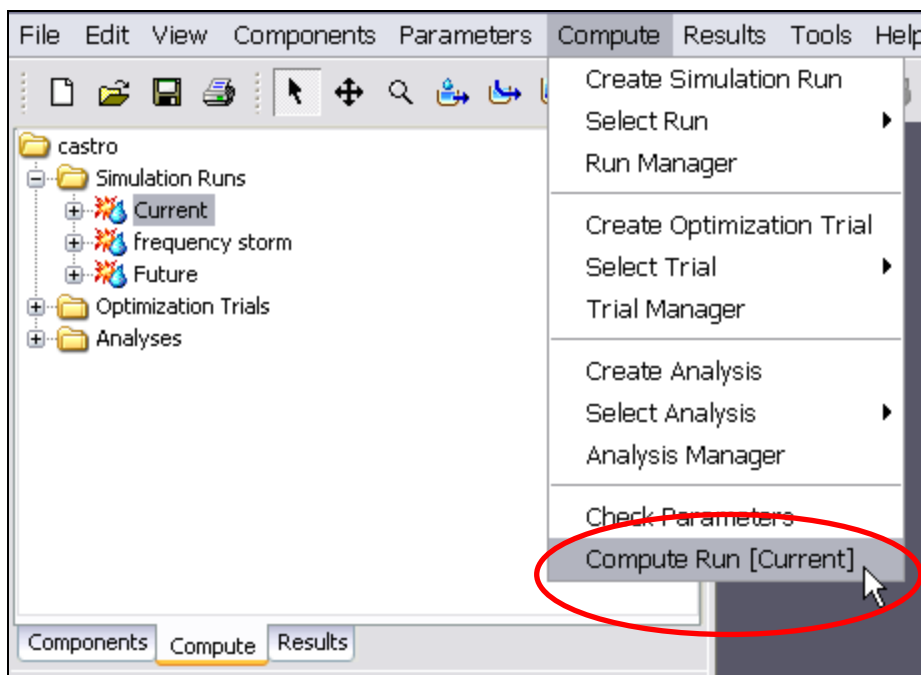 File Edit View Components Parameters Compute Results Tools Help
castro
Simulation Runs
Current
frequency storm
Future
Optimization Trials
Analyses
Create Simulation Run
Select Run
Run Manager
Create Optimization Trial
Select Trial
Trial Manager
Create Analysis
Select Analysis
Analysis Manager
Check Parameters
Compute Run [Current]
Components Compute Results